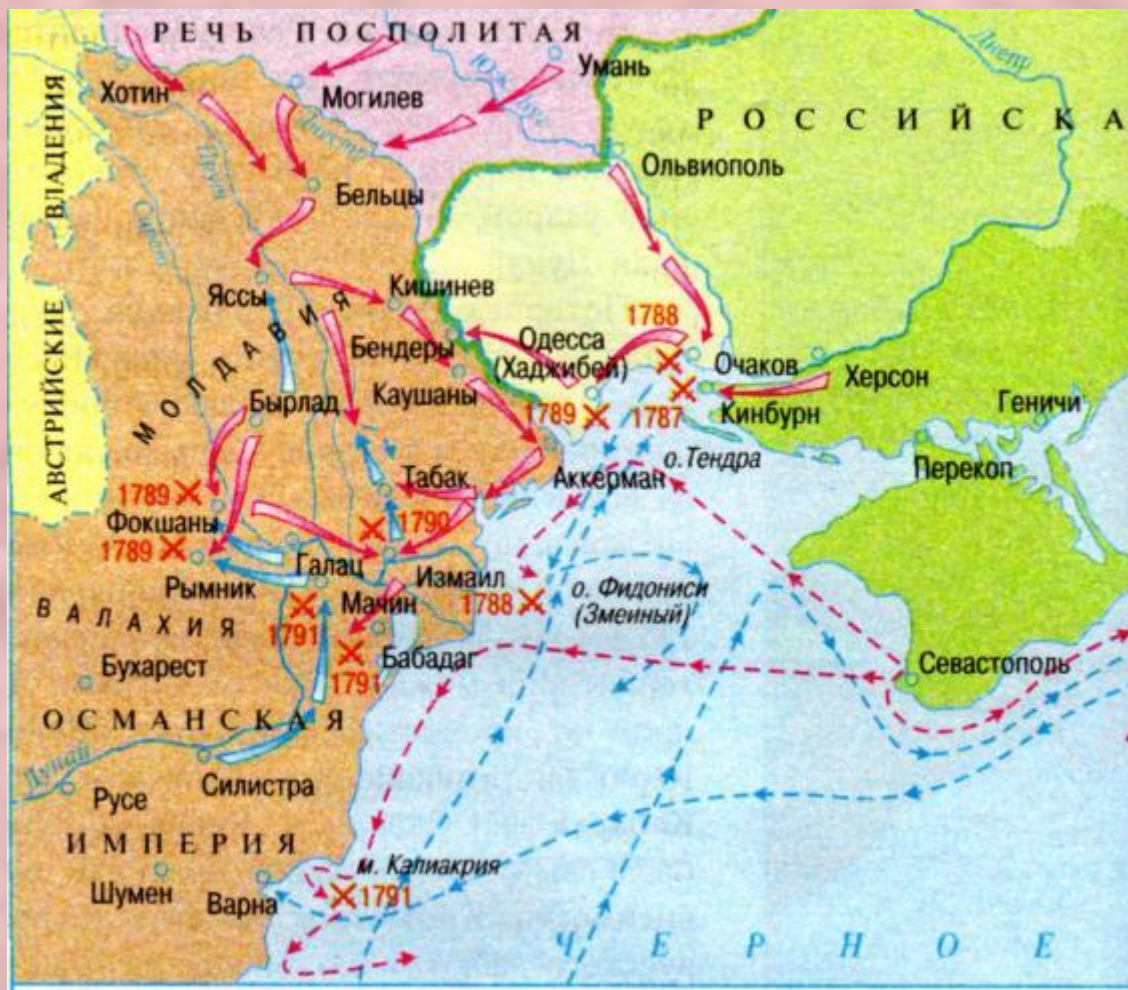 РЕЧЬ ПОСПОЛИТАЯ
Днепр
Умань
Юж. Буг
Хотин
Могилев
РОССИЙСКА
Днестр
Ольвиополь
Прут
Бельцы
АВСТРИЙСКИЕ ВЛАДЕНИЯ
Сирет
Яссы
Кишинев
1788
МОЛДАВИЯ
Бендеры
Одесса
(Хаджибей)
Очаков
Херсон
Каушаны
Бырлад
1789
1787
Кинбурн
Геничи
о.Тендра
Перекоп
Табак
Аккерман
1789
1790
Фокшаны
1789
Галац
Измаил
о. Фидониси
(Змеиный)
Рымник
1788
Мачин
ВАЛАХИЯ
1791
Бухарест
Бабадаг
1791
Севастополь
ОСМАНСКАЯ
Дунай
Силистра
Русе
ИМПЕРИЯ
м. Калиакрия
Шумен
Варна
1791
ЧЕРНОЕ